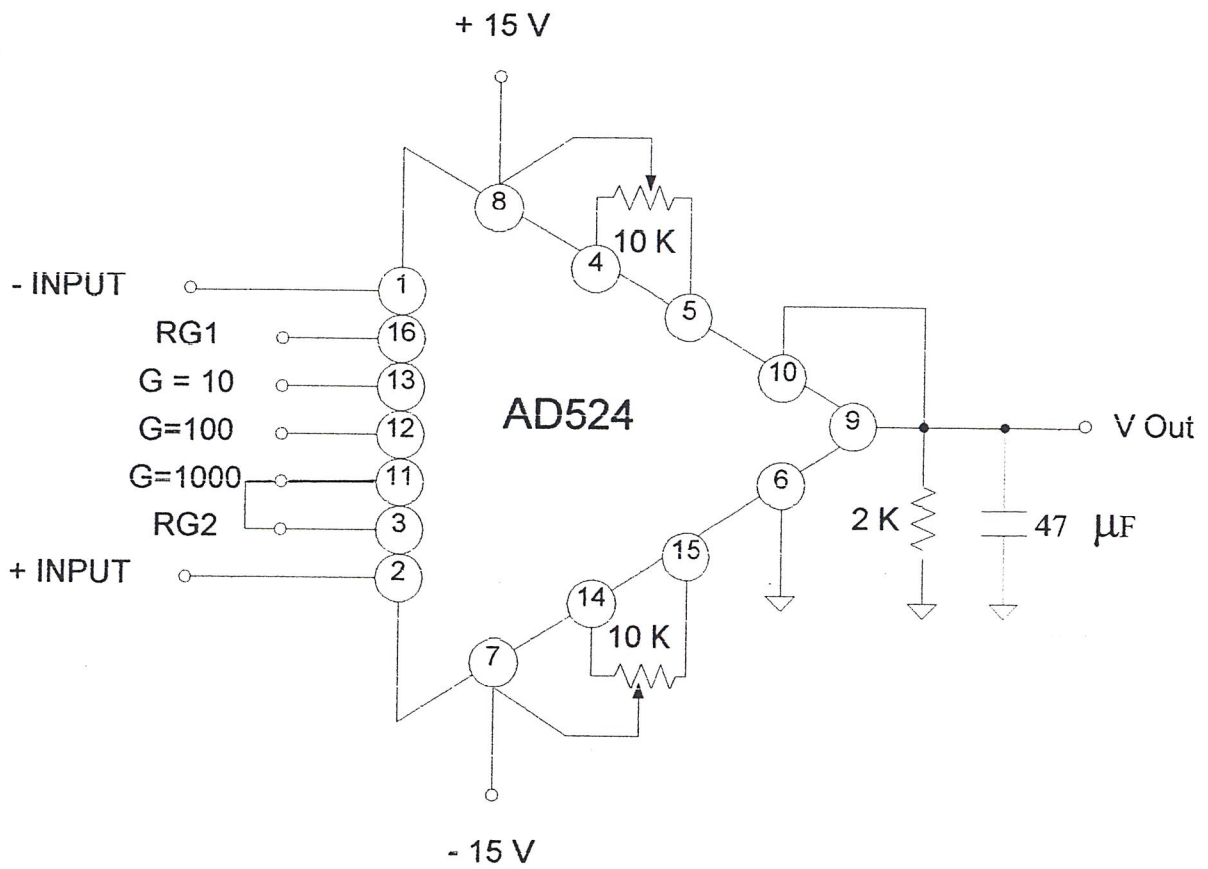 + 15 V
8
4
10 K
5
- INPUT
1
RG1
16
G = 10
13
G=100
12
G=1000
11
RG2
3
+ INPUT
2
AD524
10
9
V Out
6
2 K
47 μF
15
14
10 K
7
- 15 V